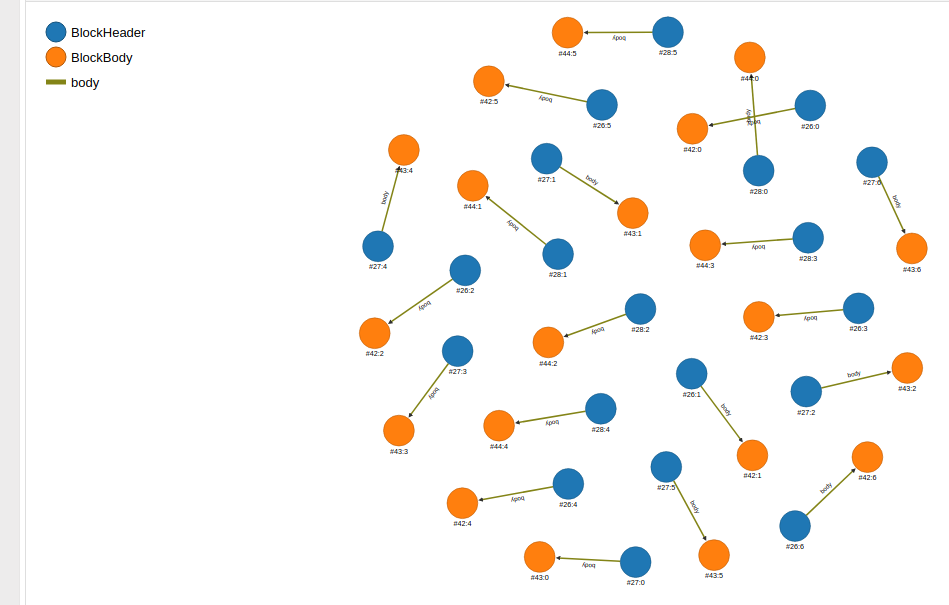 BlockHeader
BlockBody
body
#44:5
body
#28:5
#44:0
#42:5
body
#26:5
body
body
#26:0
#42:0
#43:4
#27:1
body
#27:6
body
#28:0
body
#44:1
body
#43:1
body
#27:4
#28:1
#44:3
body
#28:3
#43:6
#26:2
body
#42:2
#28:2
body
#44:2
#26:3
body
#42:3
#27:3
body
#43:3
#26:1
body
#42:1
body
#27:2
#43:2
#44:4
body
#28:4
#27:5
body
#43:5
#42:6
body
#26:6
#42:4
body
#26:4
#43:0
body
#27:0